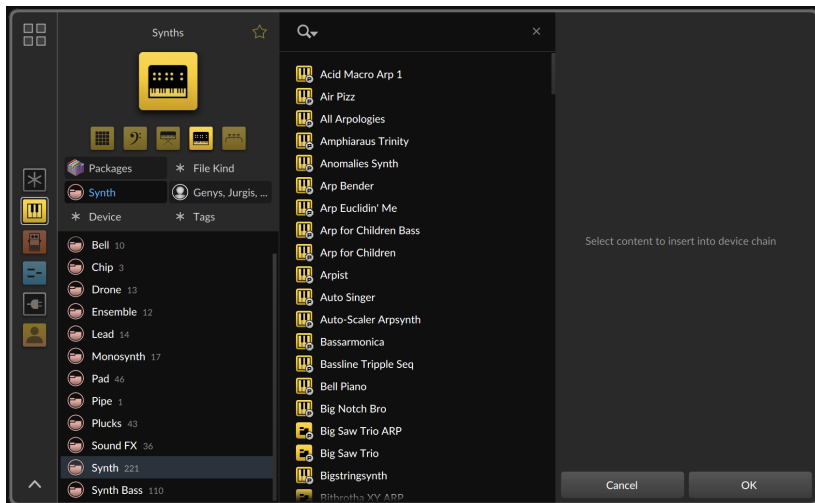 Synths
Packages
File Kind
Synth
Genys, Jurgis, ...
Device
Tags
Bell 10
Chip 3
Drone 13
Ensemble 12
Lead 14
Monosynth 17
Pad 46
Pipe 1
Plucks 43
Sound FX 36
Synth 221
Synth Bass 110
Acid Macro Arp 1
Air Pizz
All Arpologies
Amphiaraus Trinity
Anomalies Synth
Arp Bender
Arp Euclidin' Me
Arp for Children Bass
Arp for Children
Arpist
Auto Singer
Auto-Scaler Arpsynth
Bassarmonica
Bassline Tripple Seq
Bell Piano
Big Notch Bro
Big Saw Trio ARP
Big Saw Trio
Bigstringsynth
Bithrotha XY ARP
Select content to insert into device chain
Cancel
OK